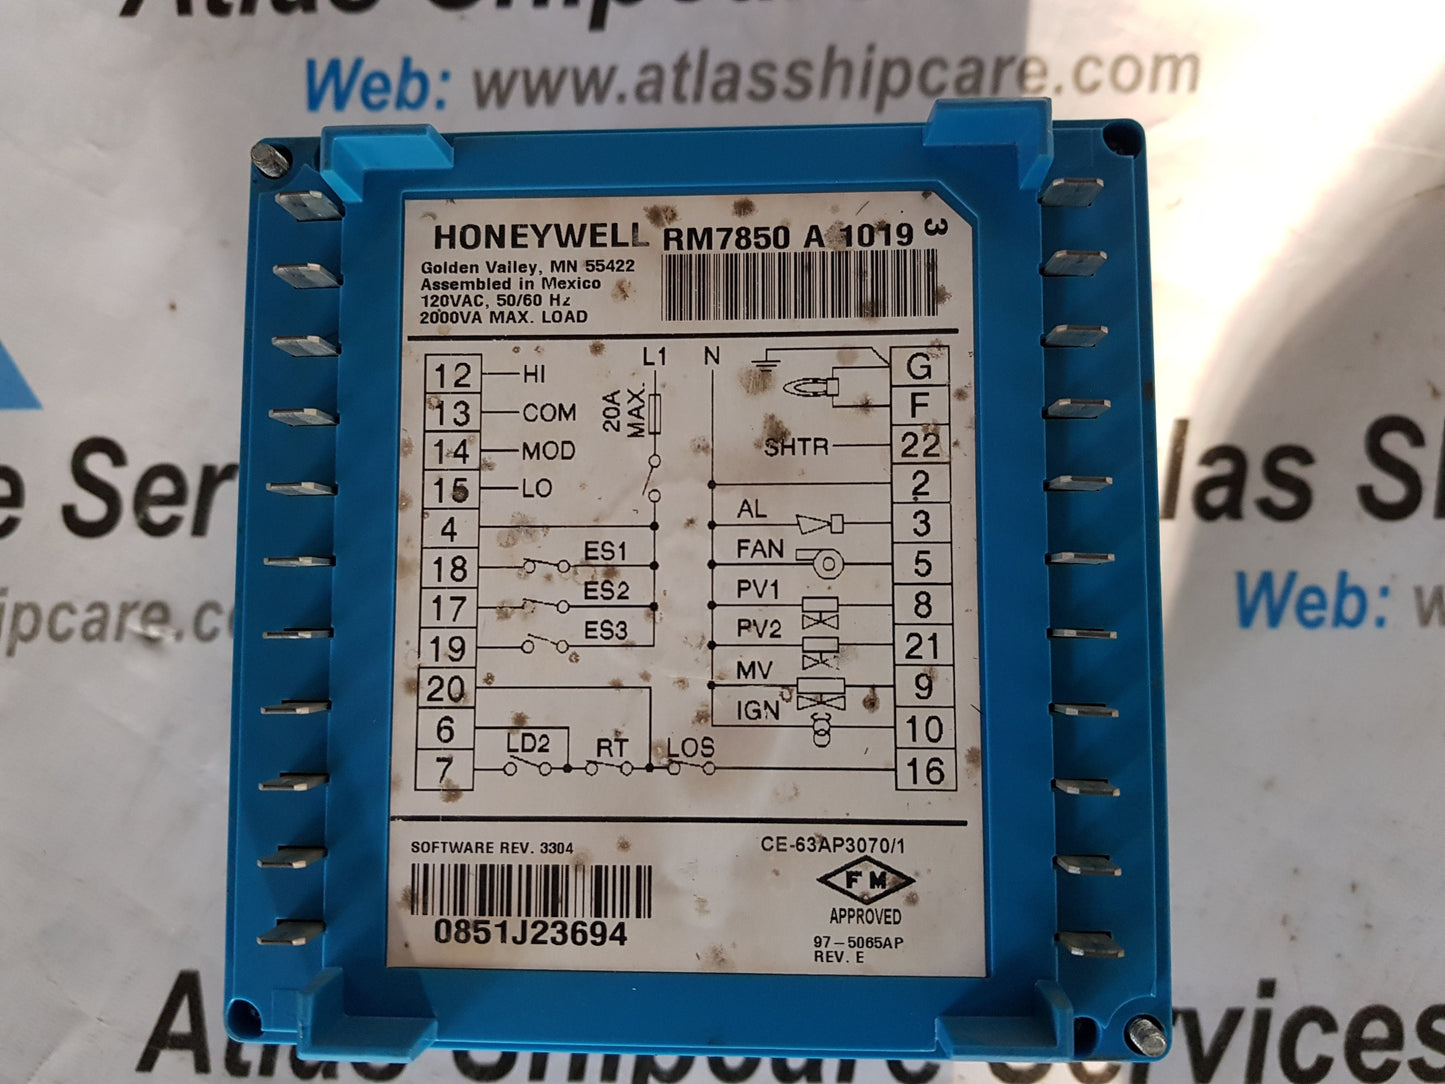 Atlas Shipcare
Web: www.atlasshipcare.com
HONEYWELL RM7850 A 1019 3
Golden Valley, MN 55422
Assembled in Mexico
120VAC, 50/60 Hz
2000VA MAX. LOAD
L1 N
20A MAX.
12 HI
13 COM
14 MOD
15 LO
4
18 ES1
17 ES2
19 ES3
20
6
7 LD2 RT LOS
G
F
SHTR 22
2
AL 3
FAN 5
PV1 8
PV2 21
MV 9
IGN 10
16
e Ser
las S
ipcare.c
Web: w
SOFTWARE REV. 3304
0851J23694
CE-63AP3070/1
F M
APPROVED
97-5065AP
REV. E
Atlas Shipcare Services